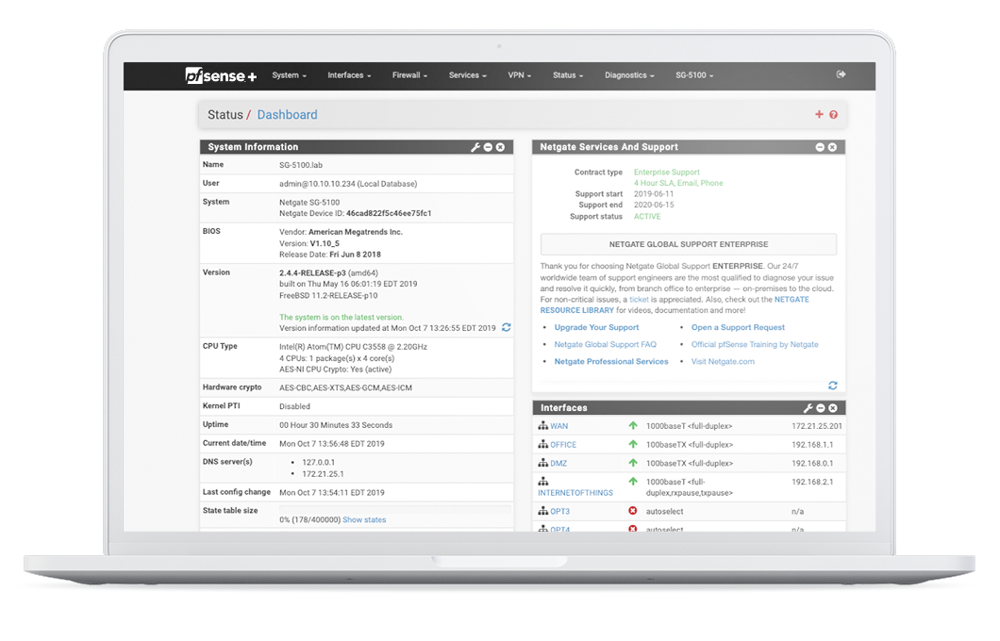 pfsense+ System Interfaces Firewall Services VPN Status Diagnostics SG-5100
Status / Dashboard
System Information
Name SG-5100.lab
User admin@10.10.10.234 (Local Database)
System Netgate SG-5100
Netgate Device ID: 46cad822f5c46ee75fc1
BIOS Vendor: American Megatrends Inc.
Version: V1.10_5
Release Date: Fri Jun 8 2018
Version 2.4.4-RELEASE-p3 (amd64)
built on Thu May 16 06:01:19 EDT 2019
FreeBSD 11.2-RELEASE-p10
The system is on the latest version.
Version information updated at Mon Oct 7 13:26:55 EDT 2019
CPU Type Intel(R) Atom(TM) CPU C3558 @ 2.20GHz
4 CPUs: 1 package(s) x 4 core(s)
AES-NI CPU Crypto: Yes (active)
Hardware crypto AES-CBC,AES-XTS,AES-GCM,AES-ICM
Kernel PTI Disabled
Uptime 00 Hour 30 Minutes 33 Seconds
Current date/time Mon Oct 7 13:56:48 EDT 2019
DNS server(s) • 127.0.0.1
• 172.21.25.1
Last config change Mon Oct 7 13:54:11 EDT 2019
State table size
0% (178/400000) Show states
Netgate Services And Support
Contract type Enterprise Support
4 Hour SLA, Email, Phone
Support start 2019-06-11
Support end 2020-06-15
Support status ACTIVE
NETGATE GLOBAL SUPPORT ENTERPRISE
Thank you for choosing Netgate Global Support ENTERPRISE. Our 24/7
worldwide team of support engineers are the most qualified to diagnose your issue
and resolve it quickly, from branch office to enterprise — on-premises to the cloud.
For non-critical issues, a ticket is appreciated. Also, check out the NETGATE
RESOURCE LIBRARY for videos, documentation and more!
• Upgrade Your Support • Open a Support Request
• Netgate Global Support FAQ • Official pfSense Training by Netgate
• Netgate Professional Services • Visit Netgate.com
Interfaces
WAN 1000baseT <full-duplex> 172.21.25.201
OFFICE 100baseTX <full-duplex> 192.168.1.1
DMZ 100baseTX <full-duplex> 192.168.0.1
INTERNETOFTHINGS 1000baseT <full-
duplex,rxpause,txpause> 192.168.2.1
OPT3 autoselect n/a
OPT4 autoselect n/a